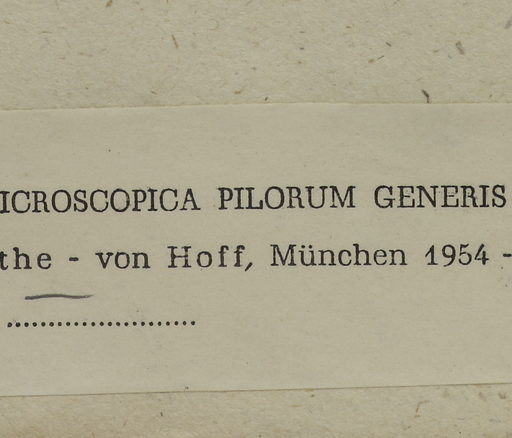 ICROSCOPICA PILORUM GENERIS
the - von Hoff, München 1954 -
................................